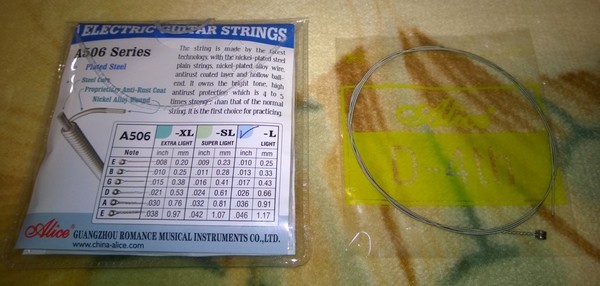 ELECTRIC GUITAR STRINGS
A506 Series
Plated Steel
Steel Core
Proprietary Anti-Rust Coat
Nickel Alloy Wound
The string is made by the latest
technology, with the nickel-plated steel
plain strings, nickel-plated alloy wire,
antirust coated layer and hollow ball-
end. It owns the bright tone, high
antirust protection which is 4 to 5
times stronger than that of the normal
string. It is the first choice for practicing.
A506 -XL -SL -L
EXTRA LIGHT SUPER LIGHT LIGHT
Note inch mm inch mm inch mm
E .008 0.20 .009 0.23 .010 0.25
B .010 0.25 .011 0.28 .013 0.33
G .015 0.38 .016 0.41 .017 0.43
D .021 0.53 .024 0.61 .026 0.66
A .030 0.76 .032 0.81 .036 0.91
E .038 0.97 .042 1.07 .046 1.17
Alice GUANGZHOU ROMANCE MUSICAL INSTRUMENTS CO.,LTD.
www.china-alice.com
Alice